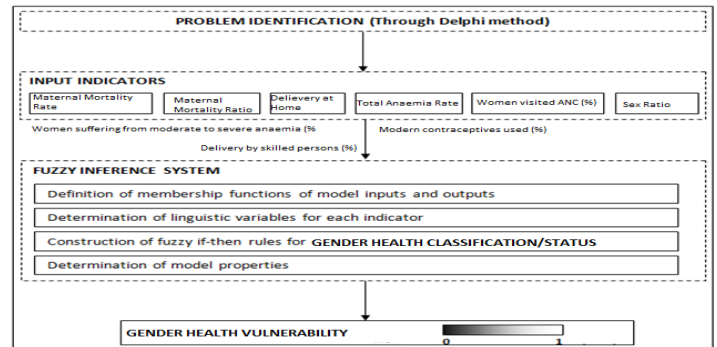 PROBLEM IDENTIFICATION (Through Delphi method)
INPUT INDICATORS
Maternal Mortality
Rate
Maternal
Mortality Ratio
Delievery at
Home
Total Anaemia Rate
Women visited ANC (%)
Sex Ratio
Women suffering from moderate to severe anaemia (%
Modern contraceptives used (%)
Delivery by skilled persons (%)
FUZZY INFERENCE SYSTEM
Definition of membership functions of model inputs and outputs
Determination of linguistic variables for each indicator
Construction of fuzzy if-then rules for GENDER HEALTH CLASSIFICATION/STATUS
Determination of model properties
GENDER HEALTH VULNERABILITY
0 1